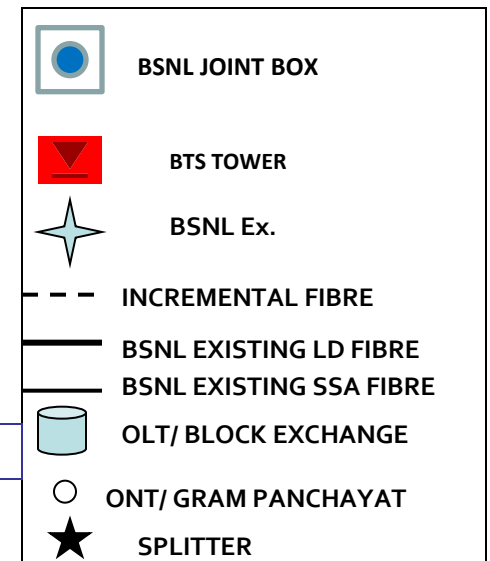 BSNL JOINT BOX
BTS TOWER
BSNL Ex.
INCREMENTAL FIBRE
BSNL EXISTING LD FIBRE
BSNL EXISTING SSA FIBRE
OLT/ BLOCK EXCHANGE
ONT/ GRAM PANCHAYAT
SPLITTER